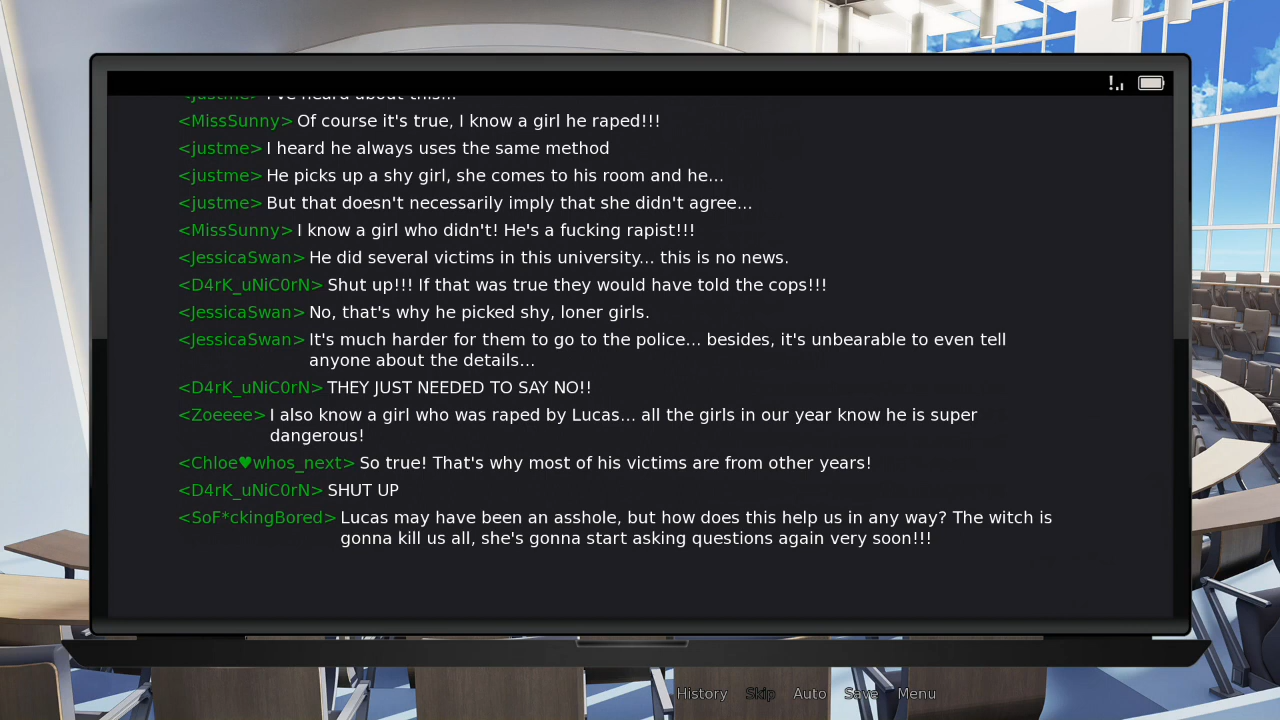 <justme> I've heard about this...
<MissSunny> Of course it's true, I know a girl he raped!!!
<justme> I heard he always uses the same method
<justme> He picks up a shy girl, she comes to his room and he...
<justme> But that doesn't necessarily imply that she didn't agree...
<MissSunny> I know a girl who didn't! He's a fucking rapist!!!
<JessicaSwan> He did several victims in this university... this is no news.
<D4rK_uNiC0rN> Shut up!!! If that was true they would have told the cops!!!
<JessicaSwan> No, that's why he picked shy, loner girls.
<JessicaSwan> It's much harder for them to go to the police... besides, it's unbearable to even tell
anyone about the details...
<D4rK_uNiC0rN> THEY JUST NEEDED TO SAY NO!!
<Zoeeee> I also know a girl who was raped by Lucas... all the girls in our year know he is super
dangerous!
<Chloe♥whos_next> So true! That's why most of his victims are from other years!
<D4rK_uNiC0rN> SHUT UP
<SoF*ckingBored> Lucas may have been an asshole, but how does this help us in any way? The witch is
gonna kill us all, she's gonna start asking questions again very soon!!!
History Skip Auto Save Menu